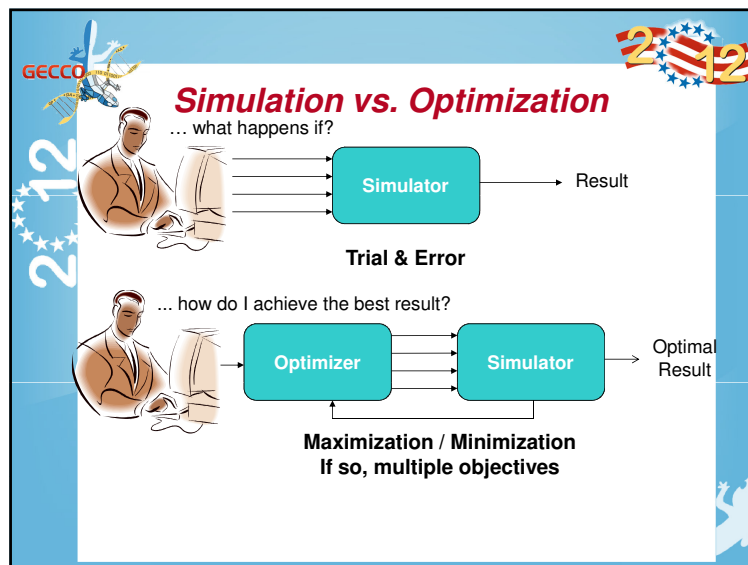 GECCO
2012
Simulation vs. Optimization
… what happens if?
Simulator
Result
Trial & Error
2012
... how do I achieve the best result?
Optimizer
Simulator
Optimal
Result
Maximization / Minimization
If so, multiple objectives